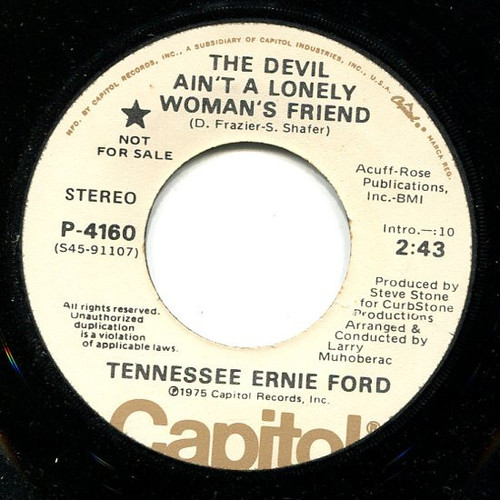 MFD. BY CAPITOL RECORDS, INC., A SUBSIDIARY OF CAPITOL INDUSTRIES, INC., U.S.A.
Capitol ® MARCA REG.
THE DEVIL
AIN'T A LONELY
WOMAN'S FRIEND
(D. Frazier-S. Shafer)
NOT
FOR SALE
STEREO
P-4160
(S45-91107)
Acuff-Rose
Publications,
Inc.-BMI
Intro.—:10
2:43
All rights reserved.
Unauthorized
duplication
is a violation
of applicable laws.
Produced by
Steve Stone
for CurbStone
Productions
Arranged &
Conducted by
Larry
Muhoberac
TENNESSEE ERNIE FORD
℗1975 Capitol Records, Inc.
Capitol®